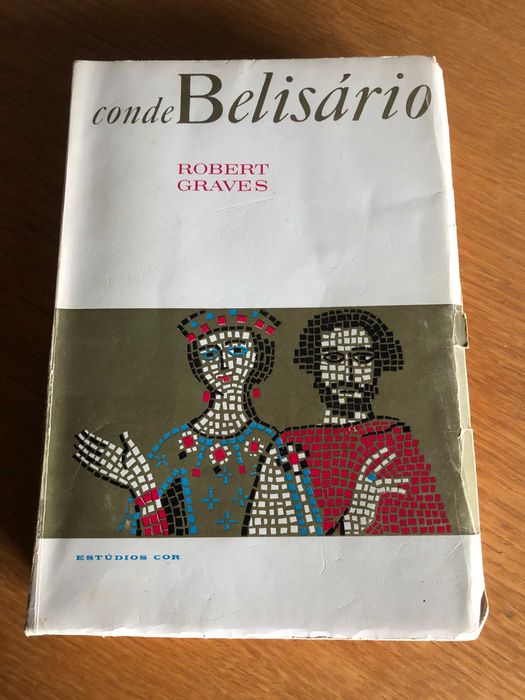 conde Belisário
ROBERT
GRAVES
ESTÚDIOS COR